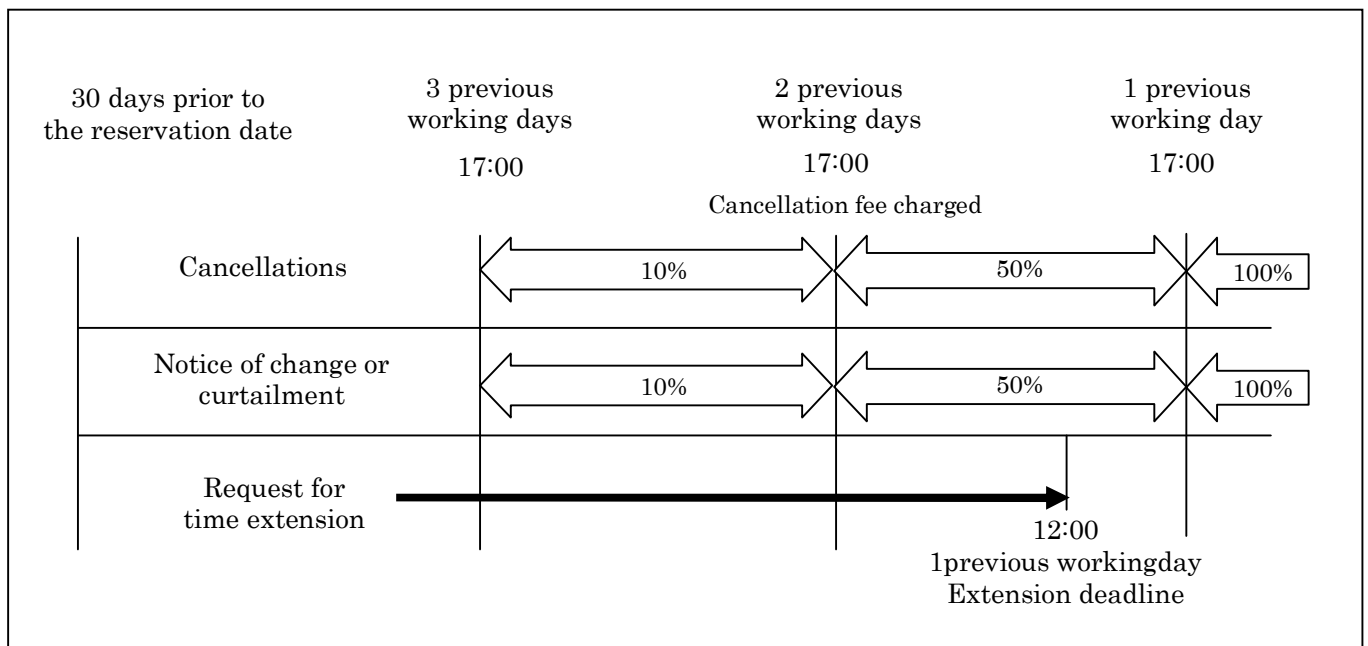 30 days prior to
the reservation date
3 previous
working days
17:00
2 previous
working days
17:00
1 previous
working day
17:00
Cancellation fee charged
Cancellations
10%
50%
100%
Notice of change or
curtailment
10%
50%
100%
Request for
time extension
12:00
1previous workingday
Extension deadline